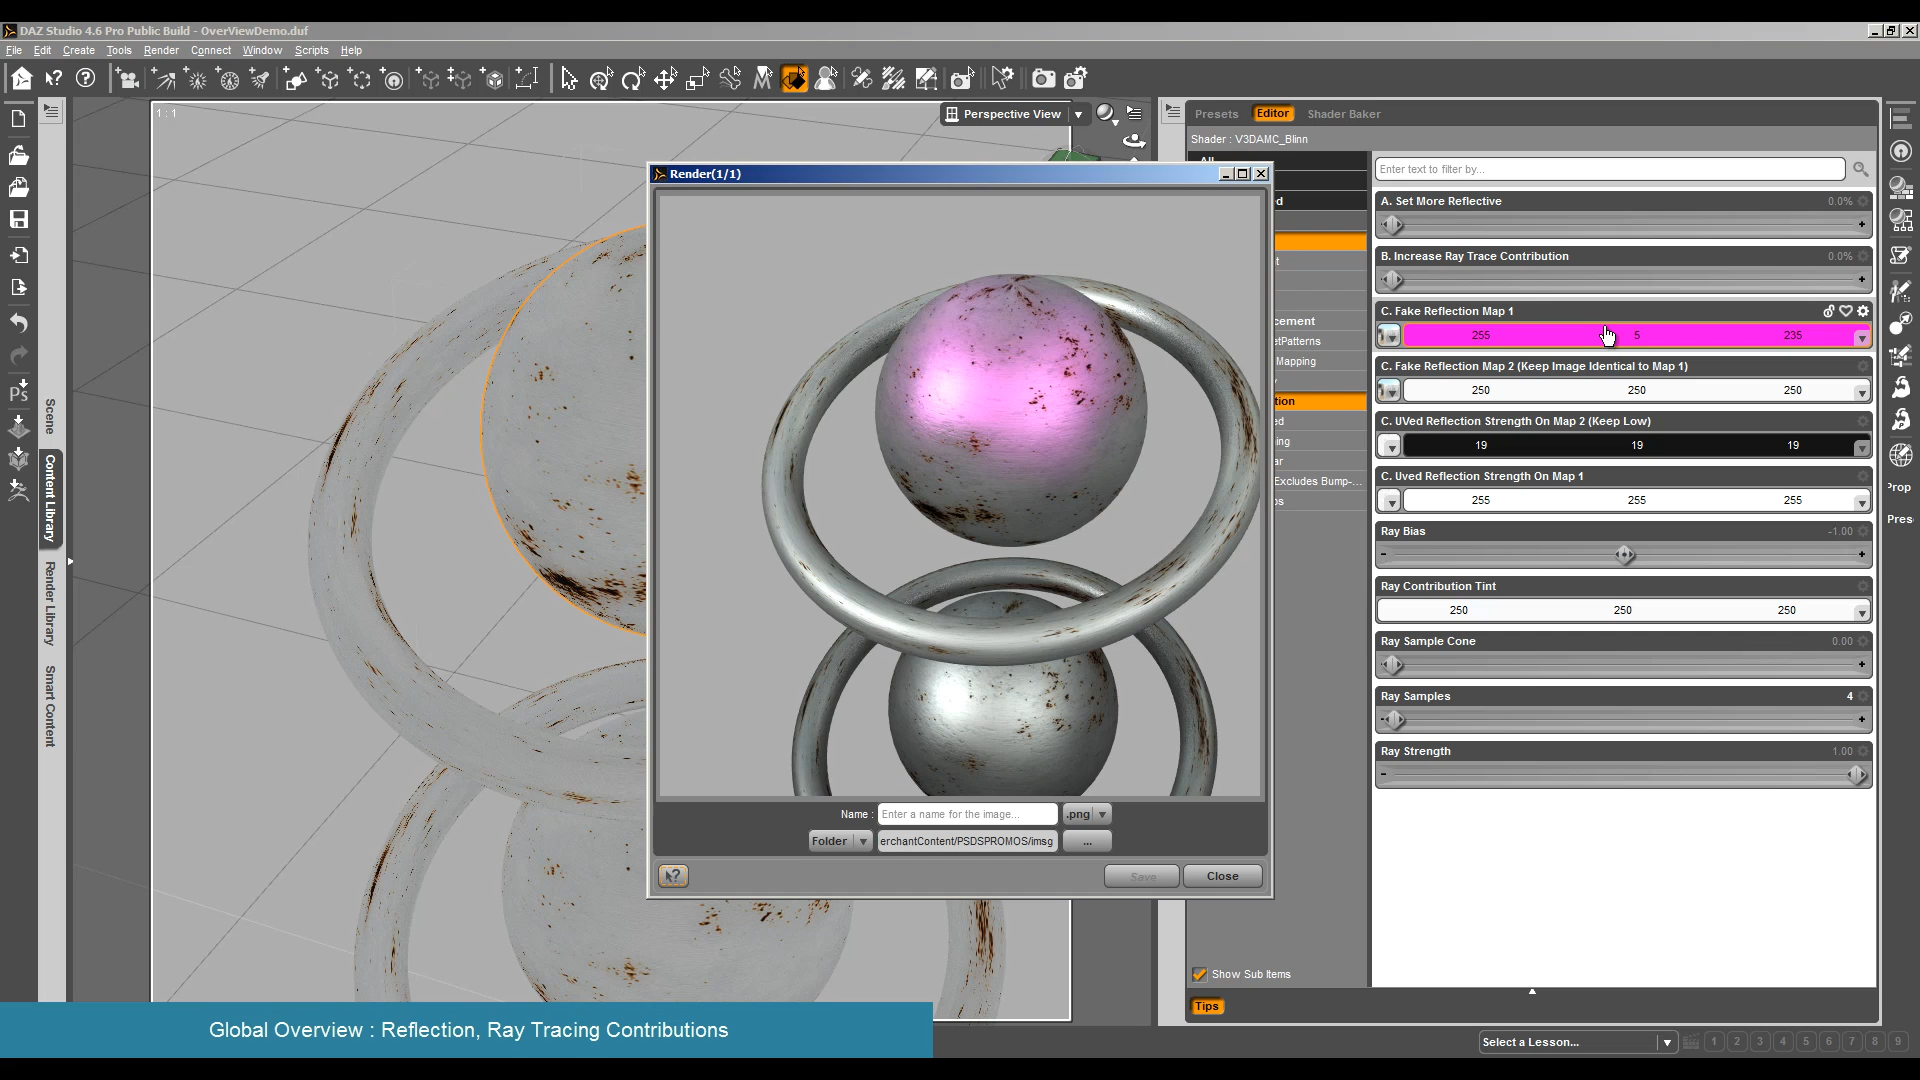 DAZ Studio 4.6 Pro Public Build - OverViewDemo.duf
File Edit Create Tools Render Connect Window Scripts Help
1 : 1
Perspective View
Presets Editor Shader Baker
Shader : V3DAMC_Blinn
All
Enter text to filter by...
Render(1/1)
A. Set More Reflective 0.0%
B. Increase Ray Trace Contribution 0.0%
C. Fake Reflection Map 1
255 5 235
C. Fake Reflection Map 2 (Keep Image Identical to Map 1)
250 250 250
C. UVed Reflection Strength On Map 2 (Keep Low)
19 19 19
C. Uved Reflection Strength On Map 1
255 255 255
Ray Bias -1.00
Ray Contribution Tint
250 250 250
Ray Sample Cone 0.00
Ray Samples 4
Ray Strength 1.00
Mapping
Excludes Bump-...
Show Sub Items
Tips
Scene
Content Library
Render Library
Smart Content
Ps
Name : Enter a name for the image... .png
Folder erchantContent/PSDSPROMOS/imsg ...
Save Close
Select a Lesson... 1 2 3 4 5 6 7 8 9
Global Overview : Reflection, Ray Tracing Contributions